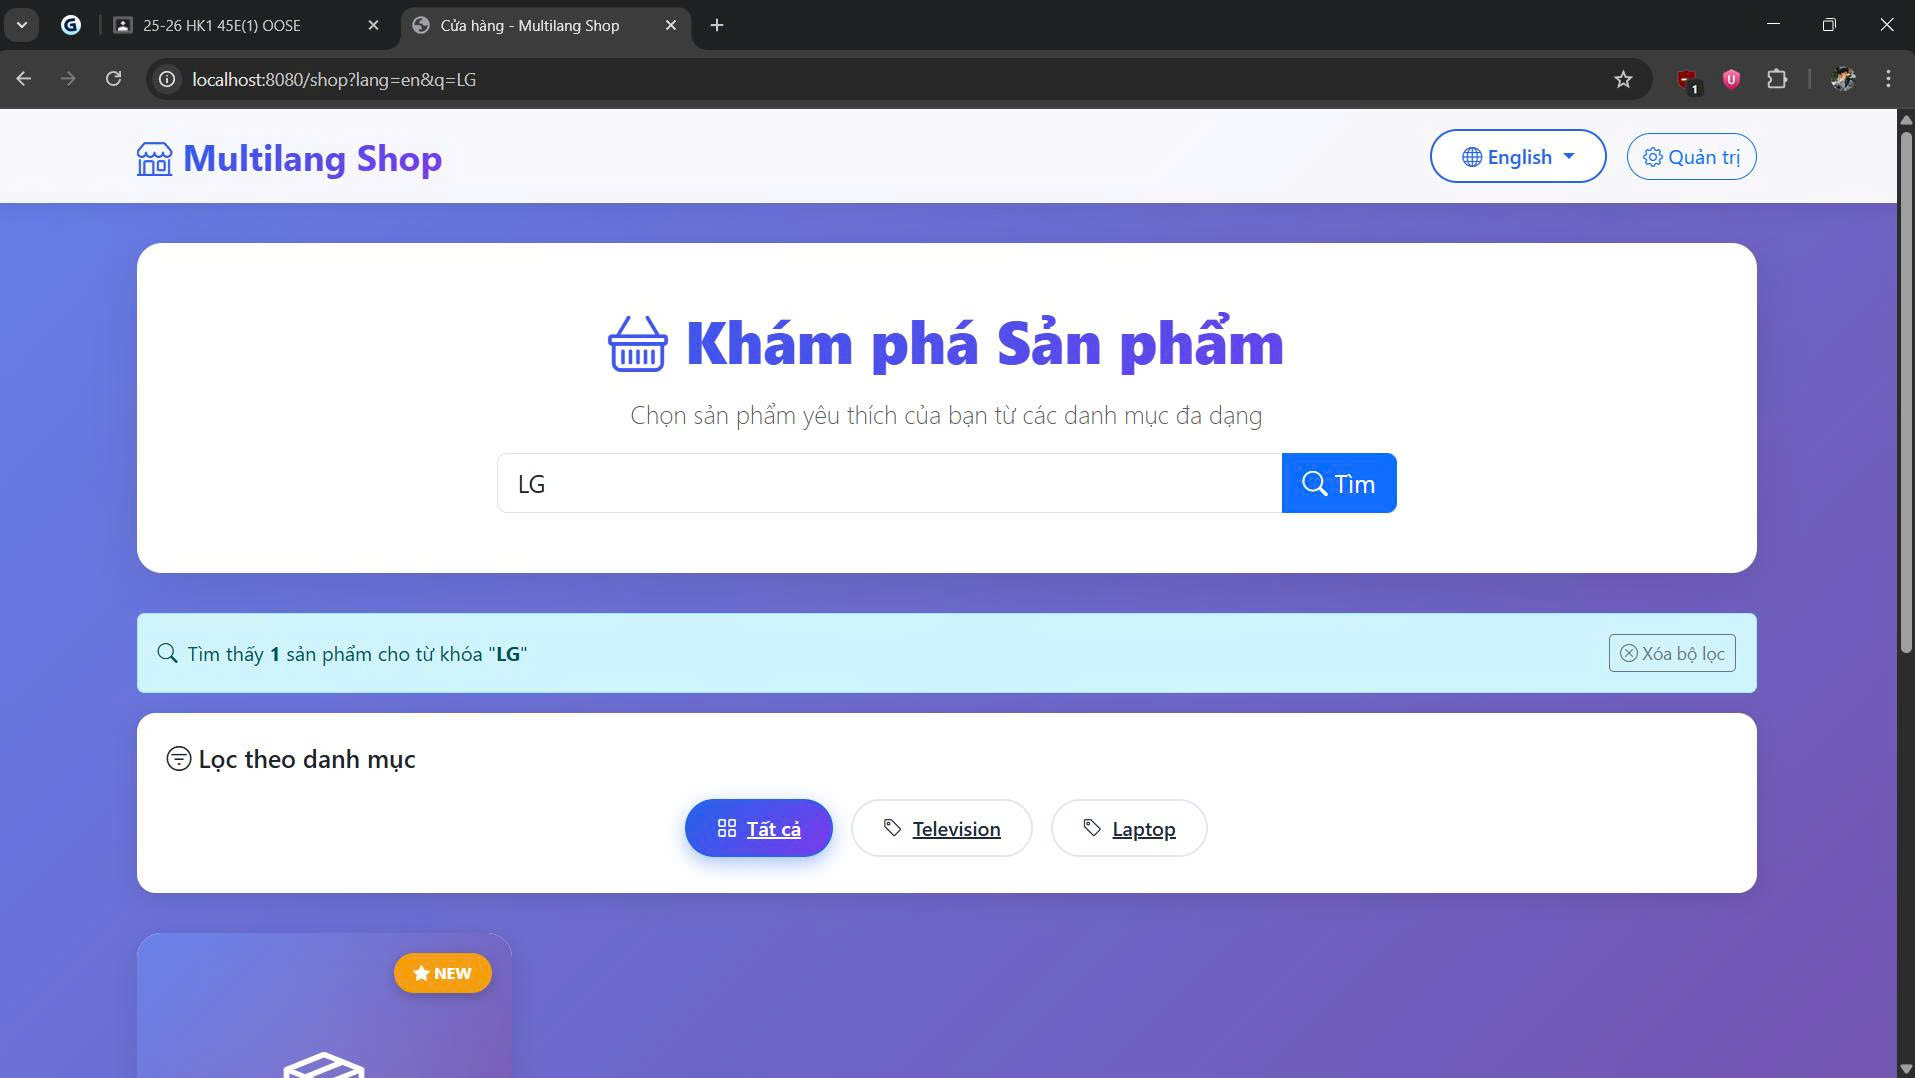 25-26 HK1 45E(1) OOSE
Cửa hàng - Multilang Shop
localhost:8080/shop?lang=en&q=LG
1
Multilang Shop
English
Quản trị
Khám phá Sản phẩm
Chọn sản phẩm yêu thích của bạn từ các danh mục đa dạng
LG
Tìm
Tìm thấy 1 sản phẩm cho từ khóa "LG"
Xóa bộ lọc
Lọc theo danh mục
Tất cả
Television
Laptop
NEW